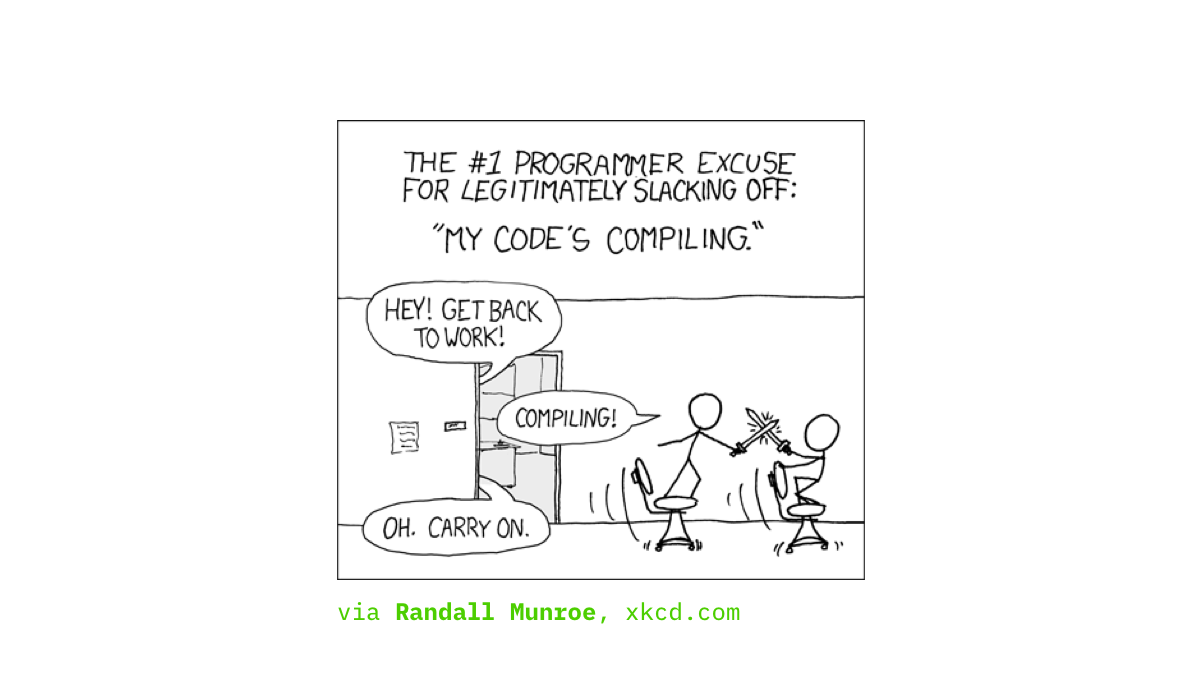 THE #1 PROGRAMMER EXCUSE
FOR LEGITIMATELY SLACKING OFF:
"MY CODE'S COMPILING."
HEY! GET BACK
TO WORK!
COMPILING!
OH. CARRY ON.
via Randall Munroe, xkcd.com